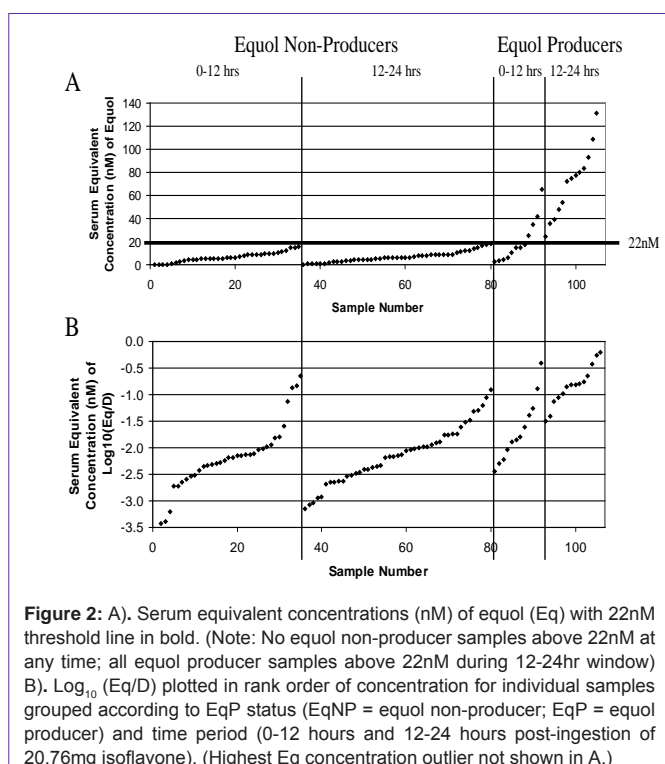 Equol Non-Producers Equol Producers
0-12 hrs 12-24 hrs 0-12 hrs 12-24 hrs
A
Serum Equivalent
Concentration (nM) of Equol
140
120
100
80
60
40
20
0
22nM
0 20 40 60 80 100
Sample Number
B
Serum Equivalent
Concentration (nM) of
Log10(Eq/D)
0.0
-0.5
-1.0
-1.5
-2.0
-2.5
-3.0
-3.5
0 20 40 60 80 100
Sample Number
Figure 2: A). Serum equivalent concentrations (nM) of equol (Eq) with 22nM
threshold line in bold. (Note: No equol non-producer samples above 22nM at
any time; all equol producer samples above 22nM during 12-24hr window)
B). Log10 (Eq/D) plotted in rank order of concentration for individual samples
grouped according to EqP status (EqNP = equol non-producer; EqP = equol
producer) and time period (0-12 hours and 12-24 hours post-ingestion of
20.76mg isoflavone). (Highest Eq concentration outlier not shown in A.)